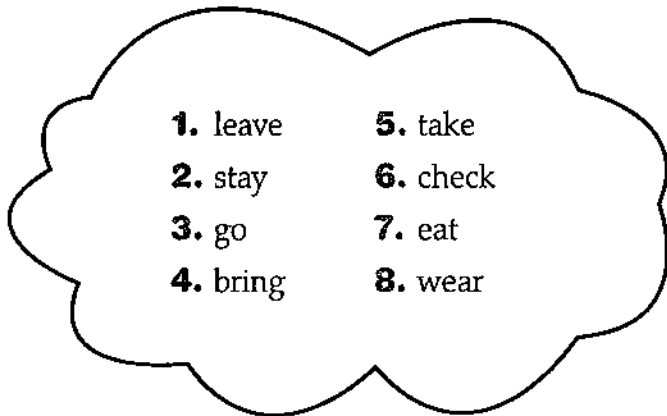 1. leave
2. stay
3. go
4. bring
5. take
6. check
7. eat
8. wear